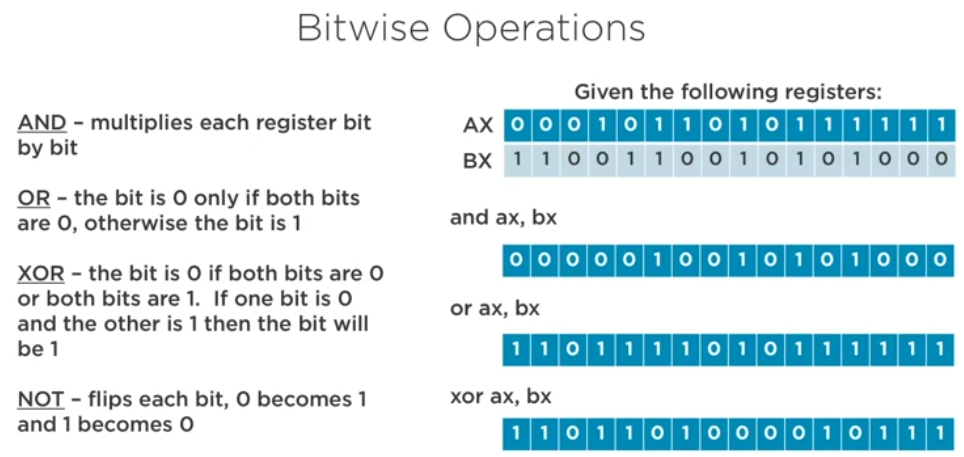 Bitwise Operations
AND – multiplies each register bit
by bit
OR – the bit is 0 only if both bits
are 0, otherwise the bit is 1
XOR – the bit is 0 if both bits are 0
or both bits are 1. If one bit is 0
and the other is 1 then the bit will
be 1
NOT – flips each bit, 0 becomes 1
and 1 becomes 0
Given the following registers:
AX 0 0 0 1 0 1 1 0 1 0 1 1 1 1 1 1
BX 1 1 0 0 1 1 0 0 1 0 1 0 1 0 0 0
and ax, bx
0 0 0 0 0 1 0 0 1 0 1 0 1 0 0 0
or ax, bx
1 1 0 1 1 1 1 0 1 0 1 1 1 1 1 1
xor ax, bx
1 1 0 1 1 0 1 0 0 0 0 1 0 1 1 1